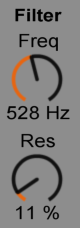 Filter
Freq
528 Hz
Res
11 %